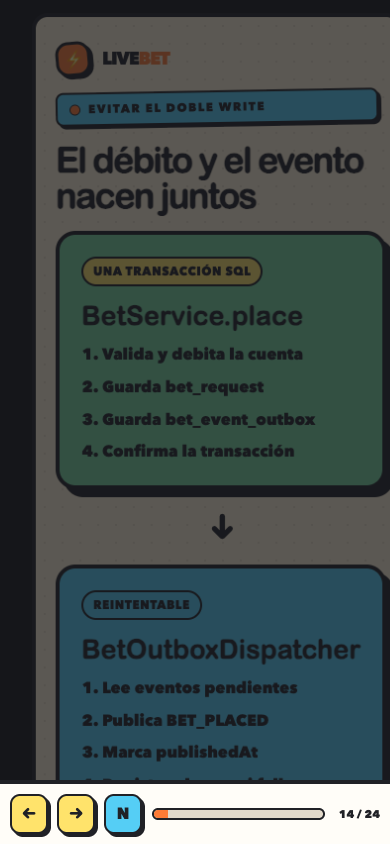 LIVEBET
EVITAR EL DOBLE WRITE
El débito y el evento
nacen juntos
UNA TRANSACCIÓN SQL
BetService.place
1. Valida y debita la cuenta
2. Guarda bet_request
3. Guarda bet_event_outbox
4. Confirma la transacción
REINTENTABLE
BetOutboxDispatcher
1. Lee eventos pendientes
2. Publica BET_PLACED
3. Marca publishedAt
N
14 / 24